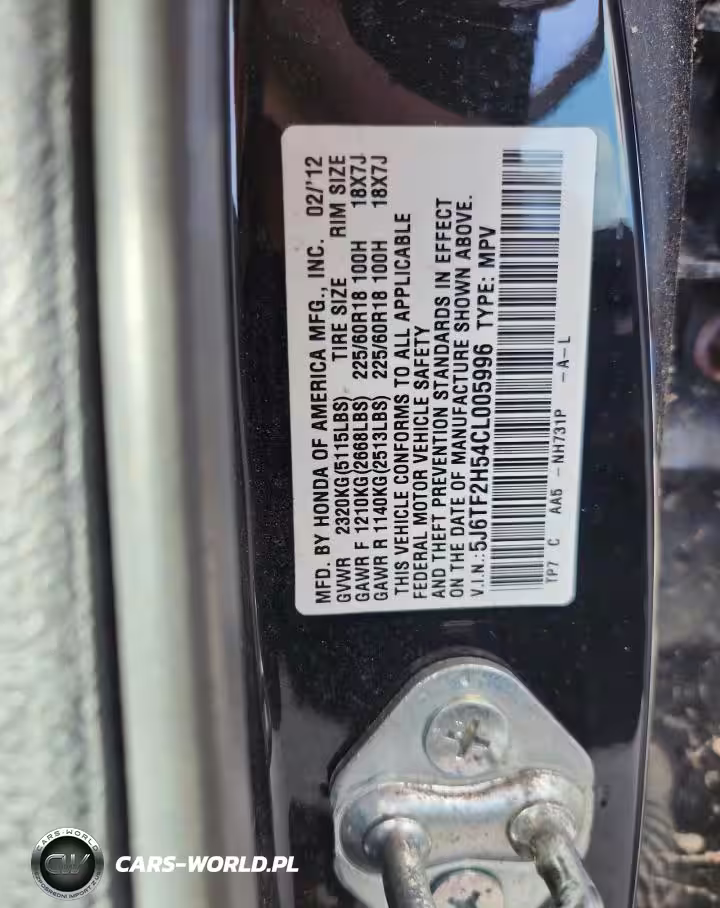 MFD. BY HONDA OF AMERICA MFG., INC. 02/'12
GVWR 2320KG(5115LBS) TIRE SIZE RIM SIZE
GAWR F 1210KG(2668LBS) 225/60R18 100H 18X7J
GAWR R 1140KG(2513LBS) 225/60R18 100H 18X7J
THIS VEHICLE CONFORMS TO ALL APPLICABLE
FEDERAL MOTOR VEHICLE SAFETY
AND THEFT PREVENTION STANDARDS IN EFFECT
ON THE DATE OF MANUFACTURE SHOWN ABOVE.
V.I.N.:5J6TF2H54CL005996 TYPE: MPV
TP7 C AA5 -NH731P -A-L
CARS-WORLD
CW
CARS-WORLD.PL